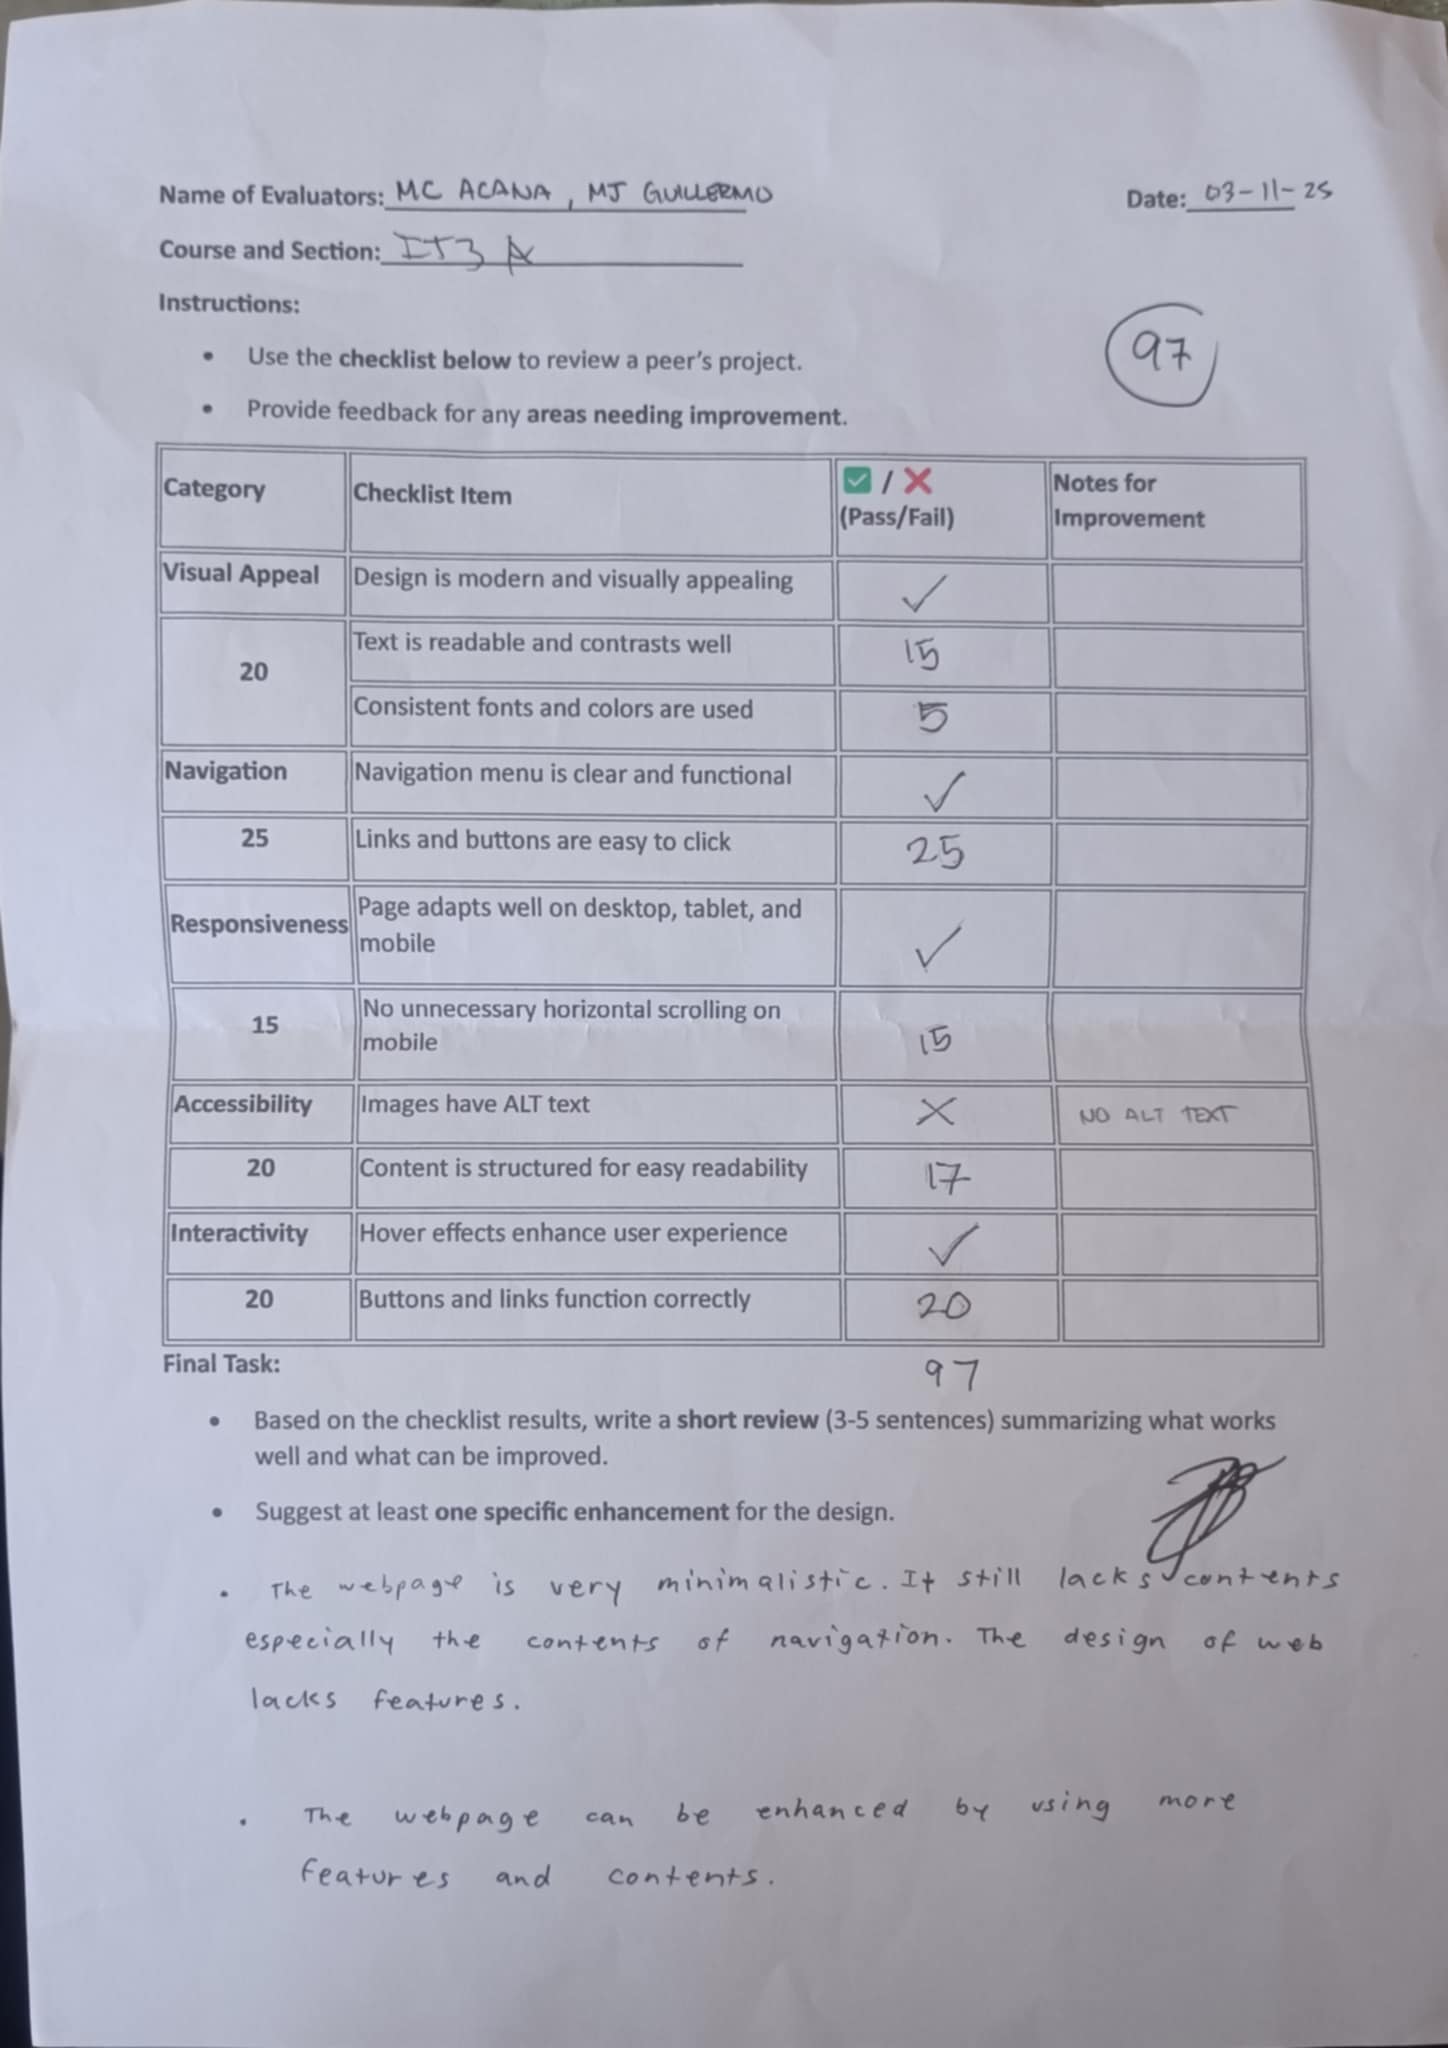 Name of Evaluators: MC ACANA, MJ GUILLERMO
Date: 03-11-25
Course and Section: IT3 A
Instructions:
97
• Use the checklist below to review a peer's project.
• Provide feedback for any areas needing improvement.
Category Checklist Item ✅ / ❌ (Pass/Fail) Notes for Improvement
Visual Appeal Design is modern and visually appealing ✓
20 Text is readable and contrasts well 15
Consistent fonts and colors are used 5
Navigation Navigation menu is clear and functional ✓
25 Links and buttons are easy to click 25
Responsiveness Page adapts well on desktop, tablet, and mobile ✓
15 No unnecessary horizontal scrolling on mobile 15
Accessibility Images have ALT text ✗ NO ALT TEXT
20 Content is structured for easy readability 17
Interactivity Hover effects enhance user experience ✓
20 Buttons and links function correctly 20
Final Task: 97
• Based on the checklist results, write a short review (3-5 sentences) summarizing what works
well and what can be improved.
• Suggest at least one specific enhancement for the design.
• The webpage is very minimalistic. It still lacks contents
especially the contents of navigation. The design of web
lacks features.
• The webpage can be enhanced by using more
features and contents.